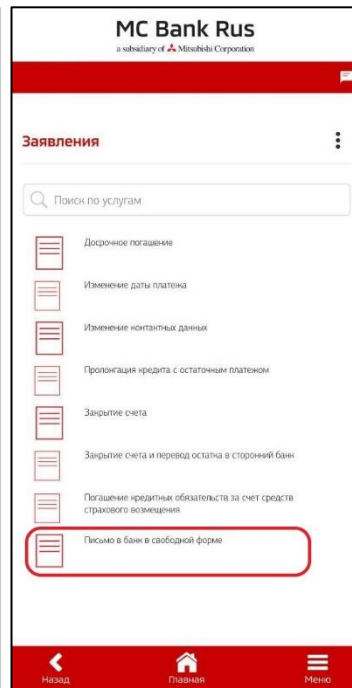 MC Bank Rus
a subsidiary of Mitsubishi Corporation
Заявления
Поиск по услугам
Досрочное погашение
Изменение даты платежа
Изменение контактных данных
Пролонгация кредита с остаточным платежом
Закрытие счета
Закрытие счета и перевод остатка в сторонний банк
Погашение кредитных обязательств за счет средств
страхового возмещения
Письмо в банк в свободной форме
Назад
Главная
Меню